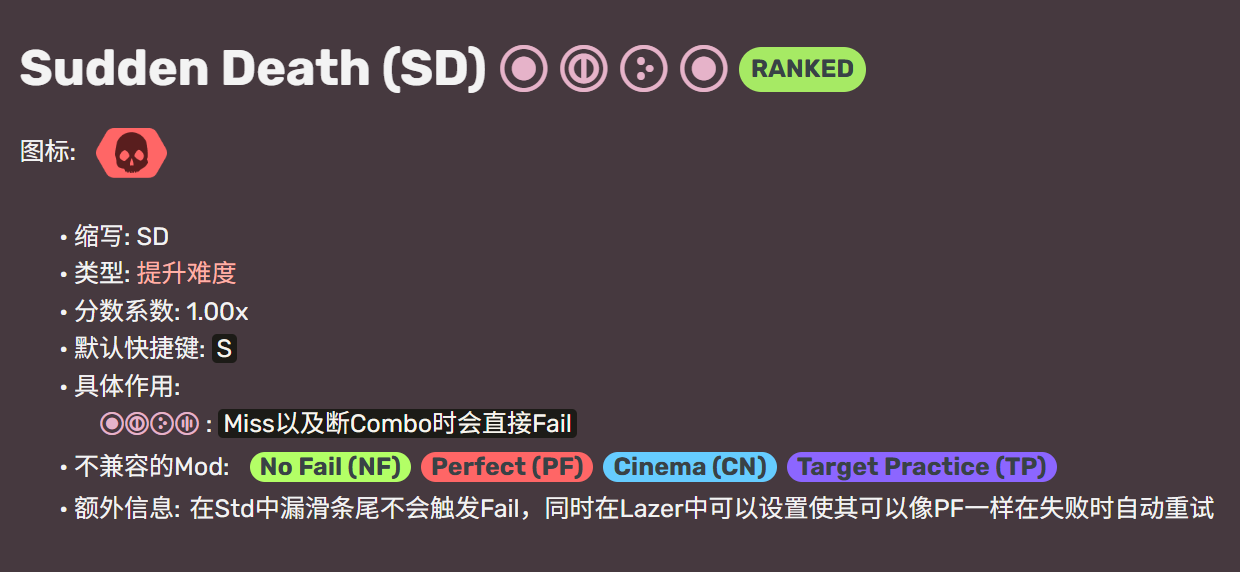 Sudden Death (SD) RANKED
图标:
• 缩写: SD
• 类型: 提升难度
• 分数系数: 1.00x
• 默认快捷键: S
• 具体作用:
: Miss以及断Combo时会直接Fail
• 不兼容的Mod: No Fail (NF) Perfect (PF) Cinema (CN) Target Practice (TP)
• 额外信息: 在Std中漏滑条尾不会触发Fail，同时在Lazer中可以设置使其可以像PF一样在失败时自动重试